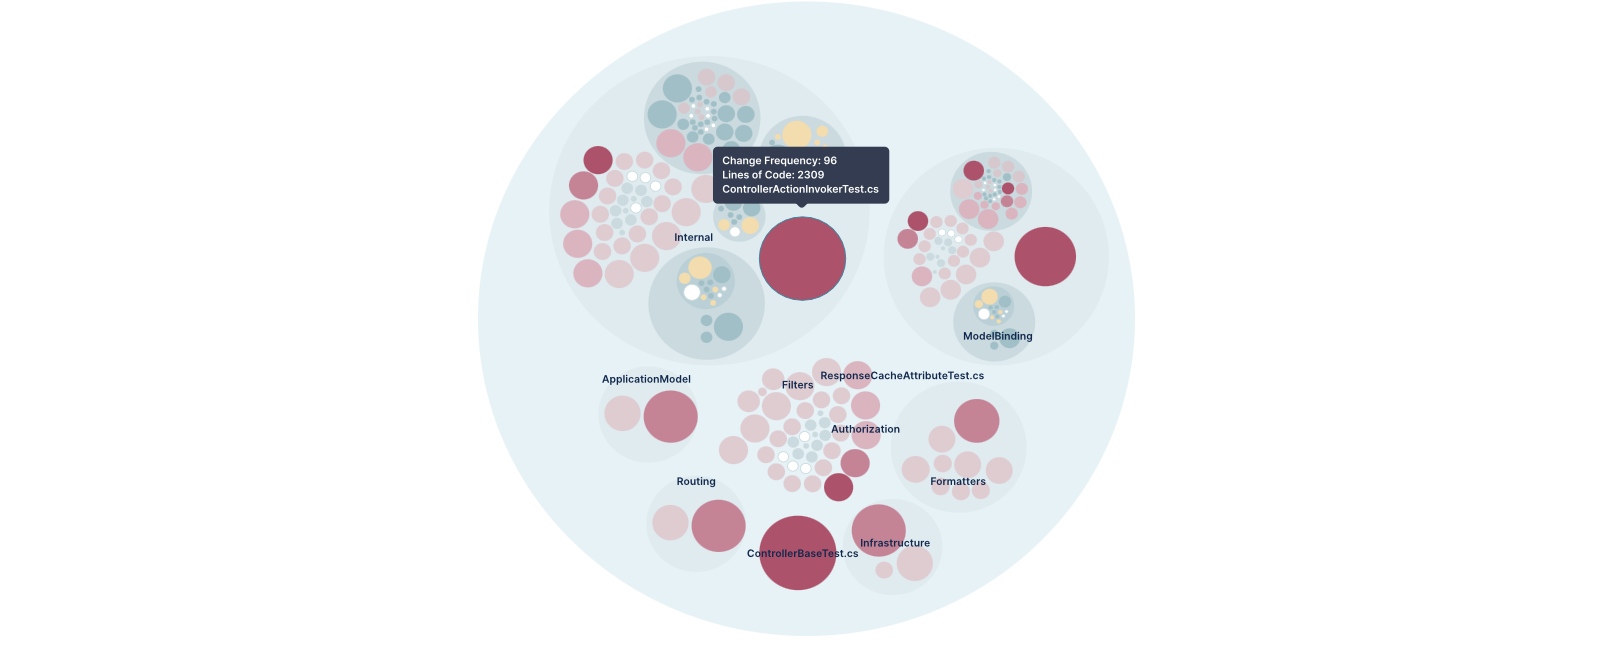 Change Frequency: 96
Lines of Code: 2309
ControllerActionInvokerTest.cs
Internal
ModelBinding
ApplicationModel
ResponseCacheAttributeTest.cs
Filters
Authorization
Routing
Formatters
Infrastructure
ControllerBaseTest.cs